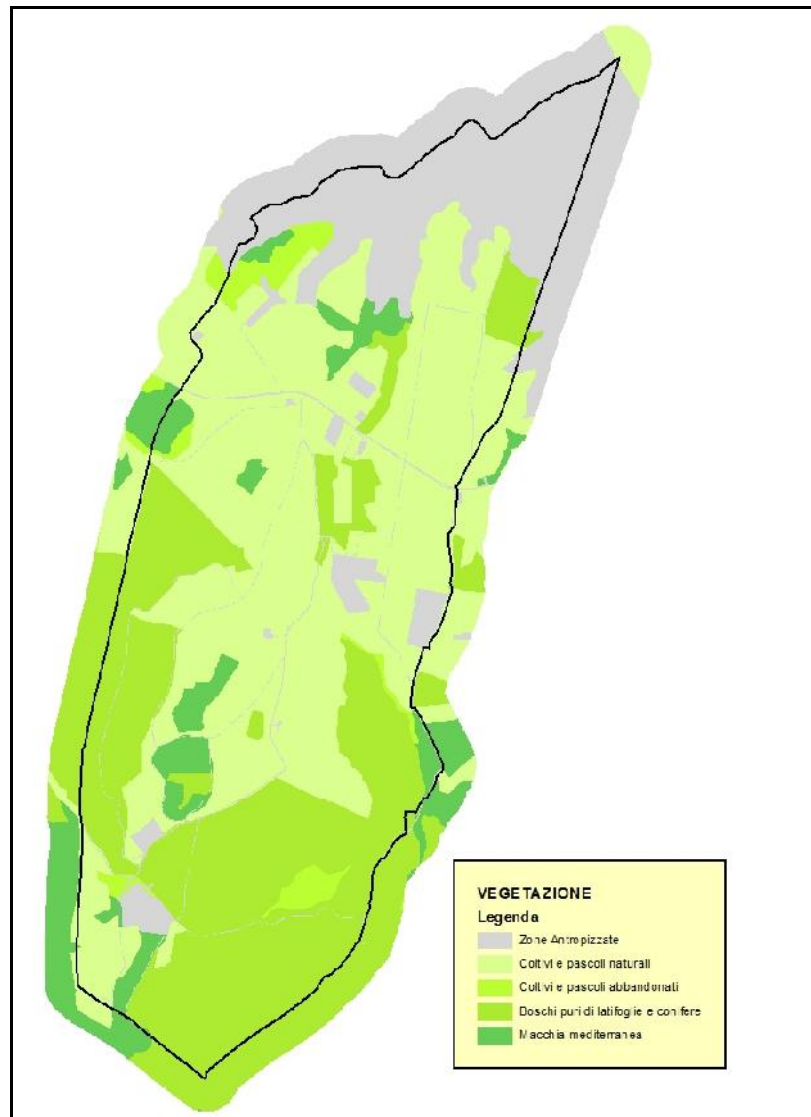 VEGETAZIONE
Legenda
Zone Antropizzate
Coltivi e pascoli naturali
Coltivi e pascoli abbandonati
Boschi puri di latifoglie e conifere
Macchia mediterranea